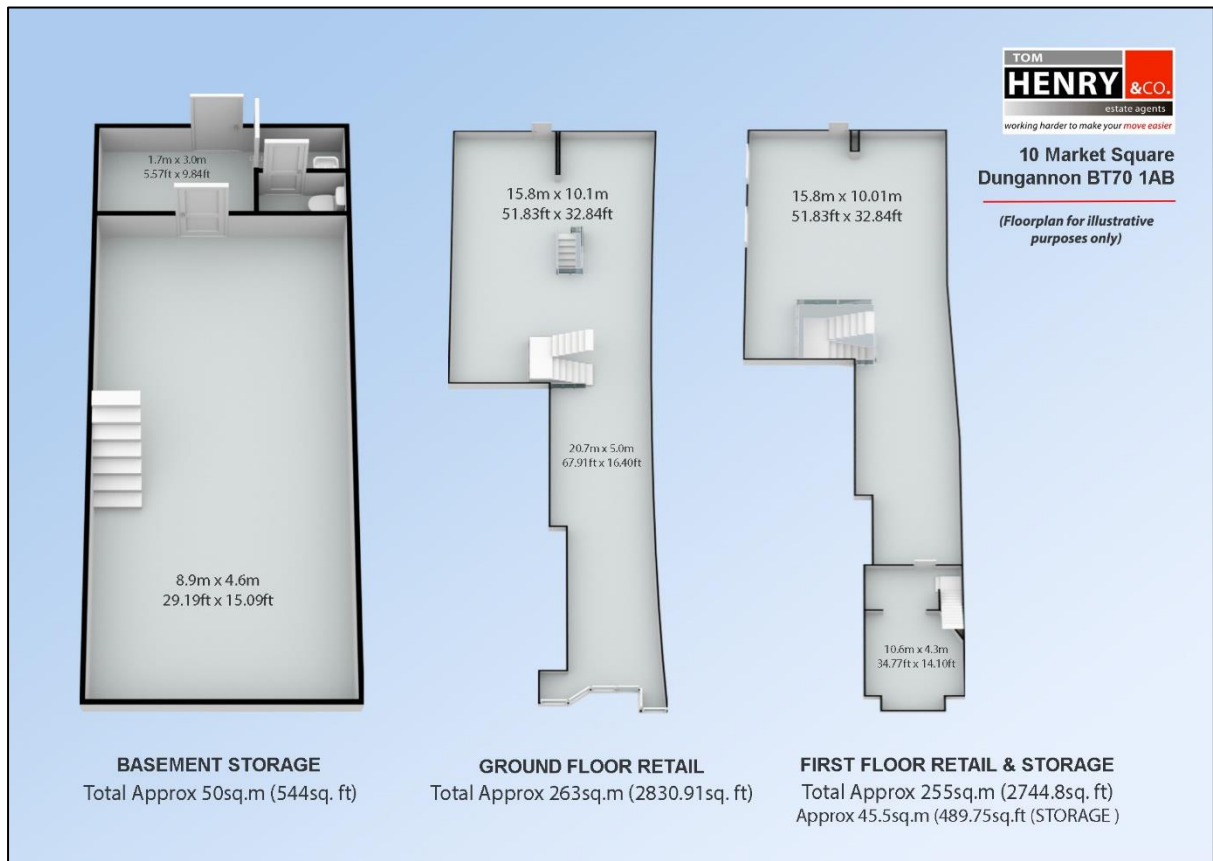 TOM
HENRY &CO.
estate agents
working harder to make your move easier
10 Market Square
Dungannon BT70 1AB
(Floorplan for illustrative
purposes only)
1.7m x 3.0m
5.57ft x 9.84ft
8.9m x 4.6m
29.19ft x 15.09ft
BASEMENT STORAGE
Total Approx 50sq.m (544sq. ft)
15.8m x 10.1m
51.83ft x 32.84ft
20.7m x 5.0m
67.91ft x 16.40ft
GROUND FLOOR RETAIL
Total Approx 263sq.m (2830.91sq. ft)
15.8m x 10.01m
51.83ft x 32.84ft
10.6m x 4.3m
34.77ft x 14.10ft
FIRST FLOOR RETAIL & STORAGE
Total Approx 255sq.m (2744.8sq. ft)
Approx 45.5sq.m (489.75sq.ft (STORAGE )